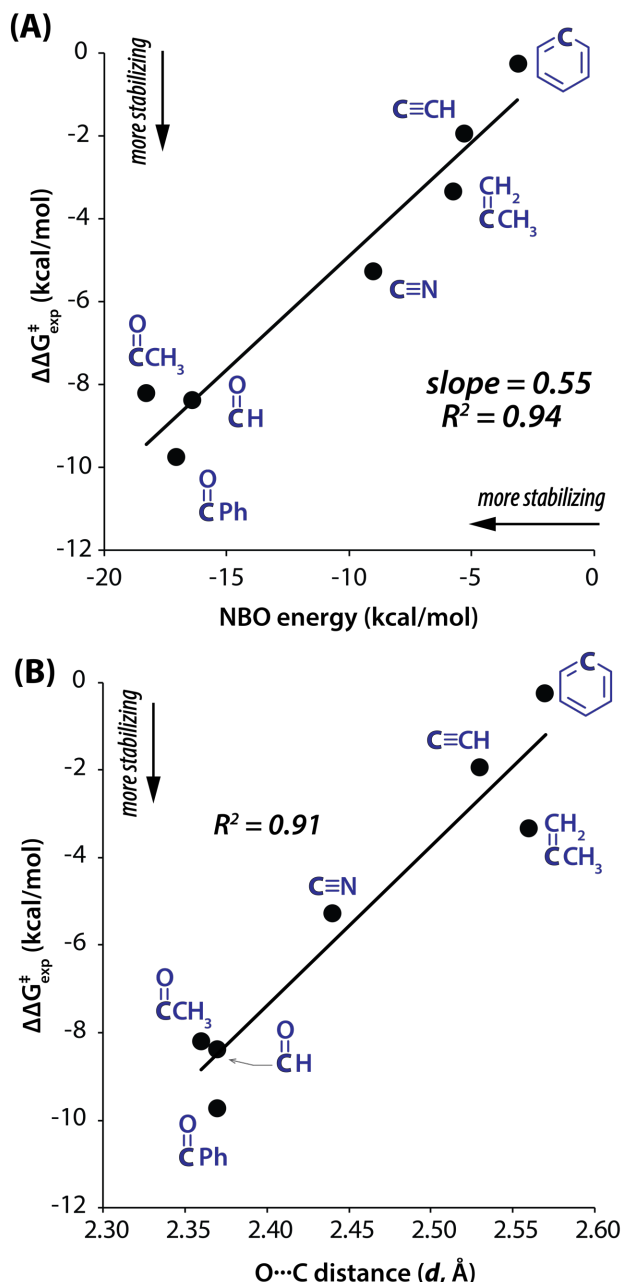 (A)
0
-2
-4
-6
-8
-10
-12
ΔΔG‡exp (kcal/mol)
more stabilizing
C
C≡CH
CH2
CCH3
C≡N
O
CCH3
O
CH
O
CPh
slope = 0.55
R² = 0.94
more stabilizing
-20 -15 -10 -5 0
NBO energy (kcal/mol)
(B)
0
-2
-4
-6
-8
-10
-12
ΔΔG‡exp (kcal/mol)
more stabilizing
C
C≡CH
CH2
CCH3
R² = 0.91
C≡N
O
CCH3
O
CH
O
CPh
2.30 2.35 2.40 2.45 2.50 2.55 2.60
O···C distance (d, Å)